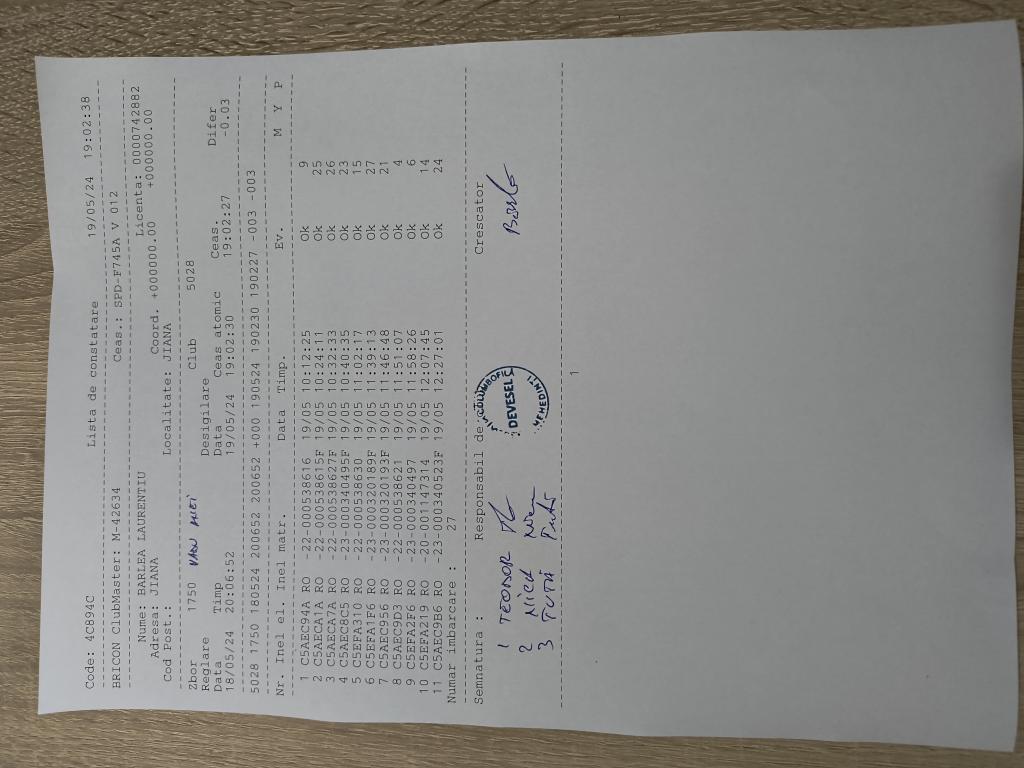 Code: 4C894C Lista de constatare 19/05/24 19:02:38
BRICON ClubMaster: M-42634 Ceas.: SPD-F745A V 012
Nume: BARLEA LAURENTIU Licenta: 0000742882
Adresa: JIANA Coord. +000000.00 +000000.00
Cod Post.: Localitate: JIANA
Zbor 1750 VADU MIEI Club 5028
Reglare Desigilare
Data Timp Data Ceas atomic Ceas. Difer
18/05/24 20:06:52 19/05/24 19:02:30 19:02:27 -0.03
5028 1750 180524 200652 200652 +000 190524 190230 190227 -003 -003
Nr. Inel el. Inel matr. Data Timp. Ev. M Y P
1 C5AEC94A RO -22-000538616 19/05 10:12:25 Ok 9
2 C5AECA1A RO -22-000538615F 19/05 10:24:11 Ok 25
3 C5AECA7A RO -22-000538627F 19/05 10:32:33 Ok 26
4 C5AEC8C5 RO -23-000340495F 19/05 10:40:35 Ok 23
5 C5EFA310 RO -22-000538630 19/05 11:02:17 Ok 15
6 C5EFA1F6 RO -23-000320189F 19/05 11:39:13 Ok 27
7 C5AEC956 RO -23-000320193F 19/05 11:46:48 Ok 21
8 C5AEC9D3 RO -22-000538621 19/05 11:51:07 Ok 4
9 C5EFA2F6 RO -23-000340497 19/05 11:58:26 Ok 6
10 C5EFA219 RO -20-001147314 19/05 12:07:45 Ok 14
11 C5AEC9B6 RO -23-000340523F 19/05 12:27:01 Ok 24
Numar imbarcare : 27
Semnatura : Responsabil de Crescator
1 TEODOR
2 MICU
3 TUTĂ
DEVESEL
1